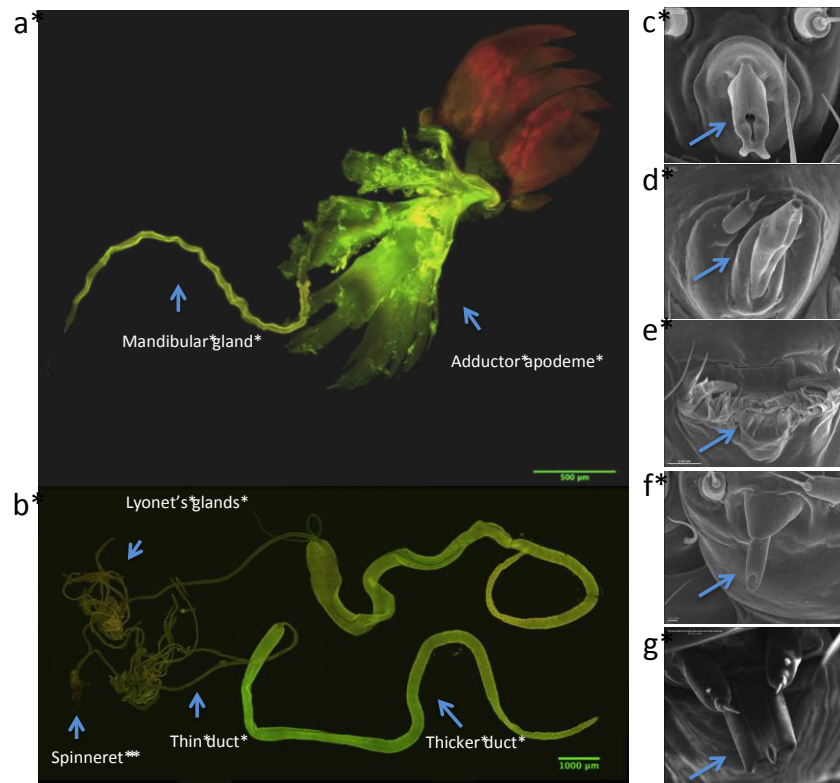 a*
Mandibular*gland*
Adductor*apodeme*
500 µm
b*
Lyonet's*glands*
Spinneret**
Thin*duct*
Thicker*duct*
1000 µm
c*
d*
e*
f*
g*